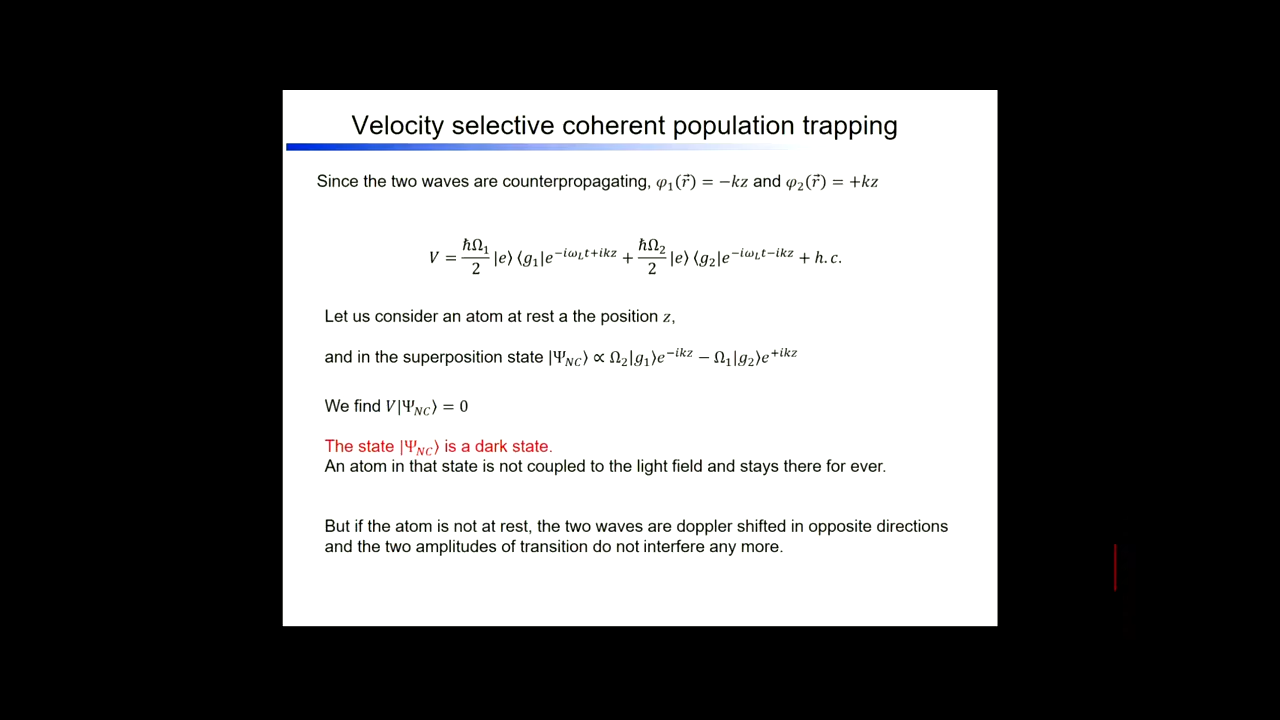 Velocity selective coherent population trapping
Since the two waves are counterpropagating, φ₁(r⃗) = −kz and φ₂(r⃗) = +kz
V = ħΩ₁/2 |e⟩⟨g₁|e^{−iω_L t+ikz} + ħΩ₂/2 |e⟩⟨g₂|e^{−iω_L t−ikz} + h.c.
Let us consider an atom at rest a the position z,
and in the superposition state |Ψ_NC⟩ ∝ Ω₂|g₁⟩e^{−ikz} − Ω₁|g₂⟩e^{+ikz}
We find V|Ψ_NC⟩ = 0
The state |Ψ_NC⟩ is a dark state.
An atom in that state is not coupled to the light field and stays there for ever.
But if the atom is not at rest, the two waves are doppler shifted in opposite directions
and the two amplitudes of transition do not interfere any more.